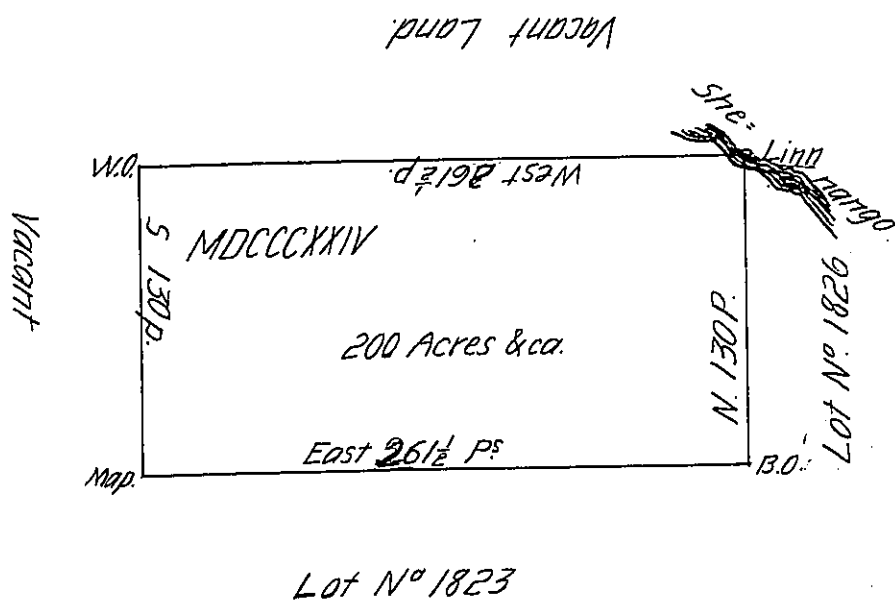 Vacant Land.
She=
nango
Linn
W.O.
West 261½ p.
Vacant
S 130 p.
MDCCCXXIV
200 Acres &ca.
N. 130 P.
Lot Nº 1826
East 261½ Ps
Map.
B.O.
Lot Nº 1823